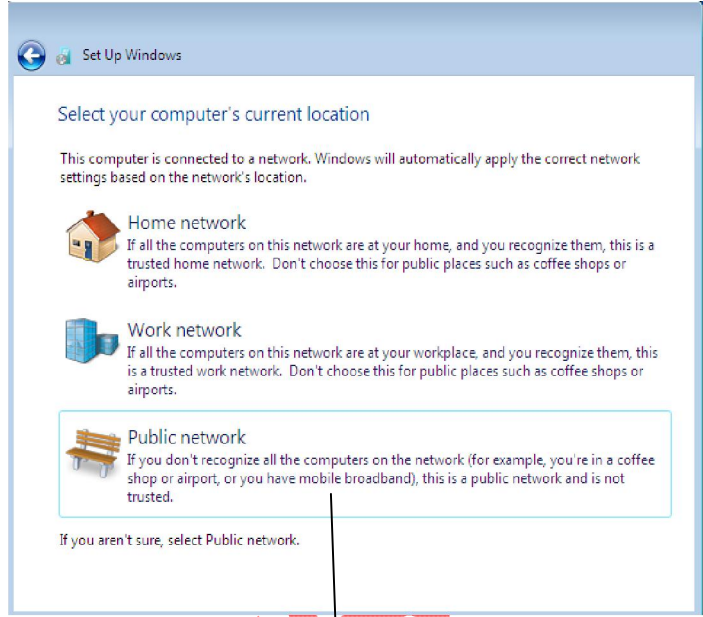 Set Up Windows
Select your computer's current location
This computer is connected to a network. Windows will automatically apply the correct network
settings based on the network's location.
Home network
If all the computers on this network are at your home, and you recognize them, this is a
trusted home network. Don't choose this for public places such as coffee shops or
airports.
Work network
If all the computers on this network are at your workplace, and you recognize them, this
is a trusted work network. Don't choose this for public places such as coffee shops or
airports.
Public network
If you don't recognize all the computers on the network (for example, you're in a coffee
shop or airport, or you have mobile broadband), this is a public network and is not
trusted.
If you aren't sure, select Public network.